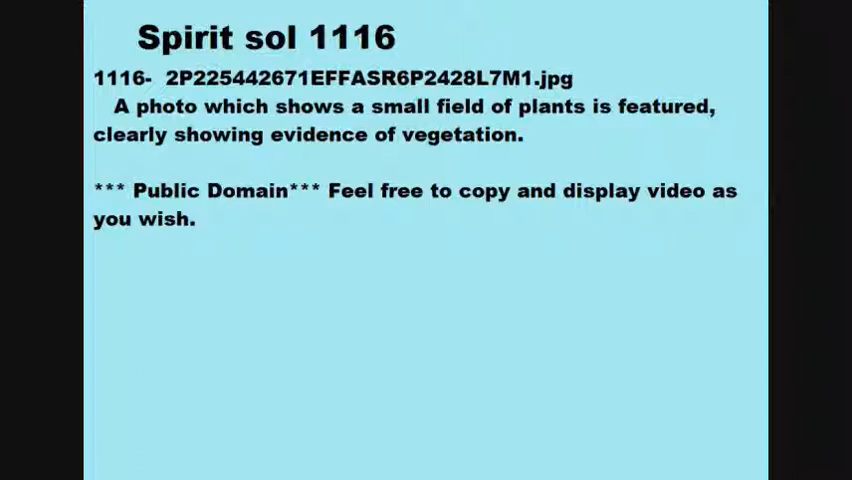 Spirit sol 1116
1116- 2P225442671EFFASR6P2428L7M1.jpg
A photo which shows a small field of plants is featured,
clearly showing evidence of vegetation.
*** Public Domain*** Feel free to copy and display video as
you wish.